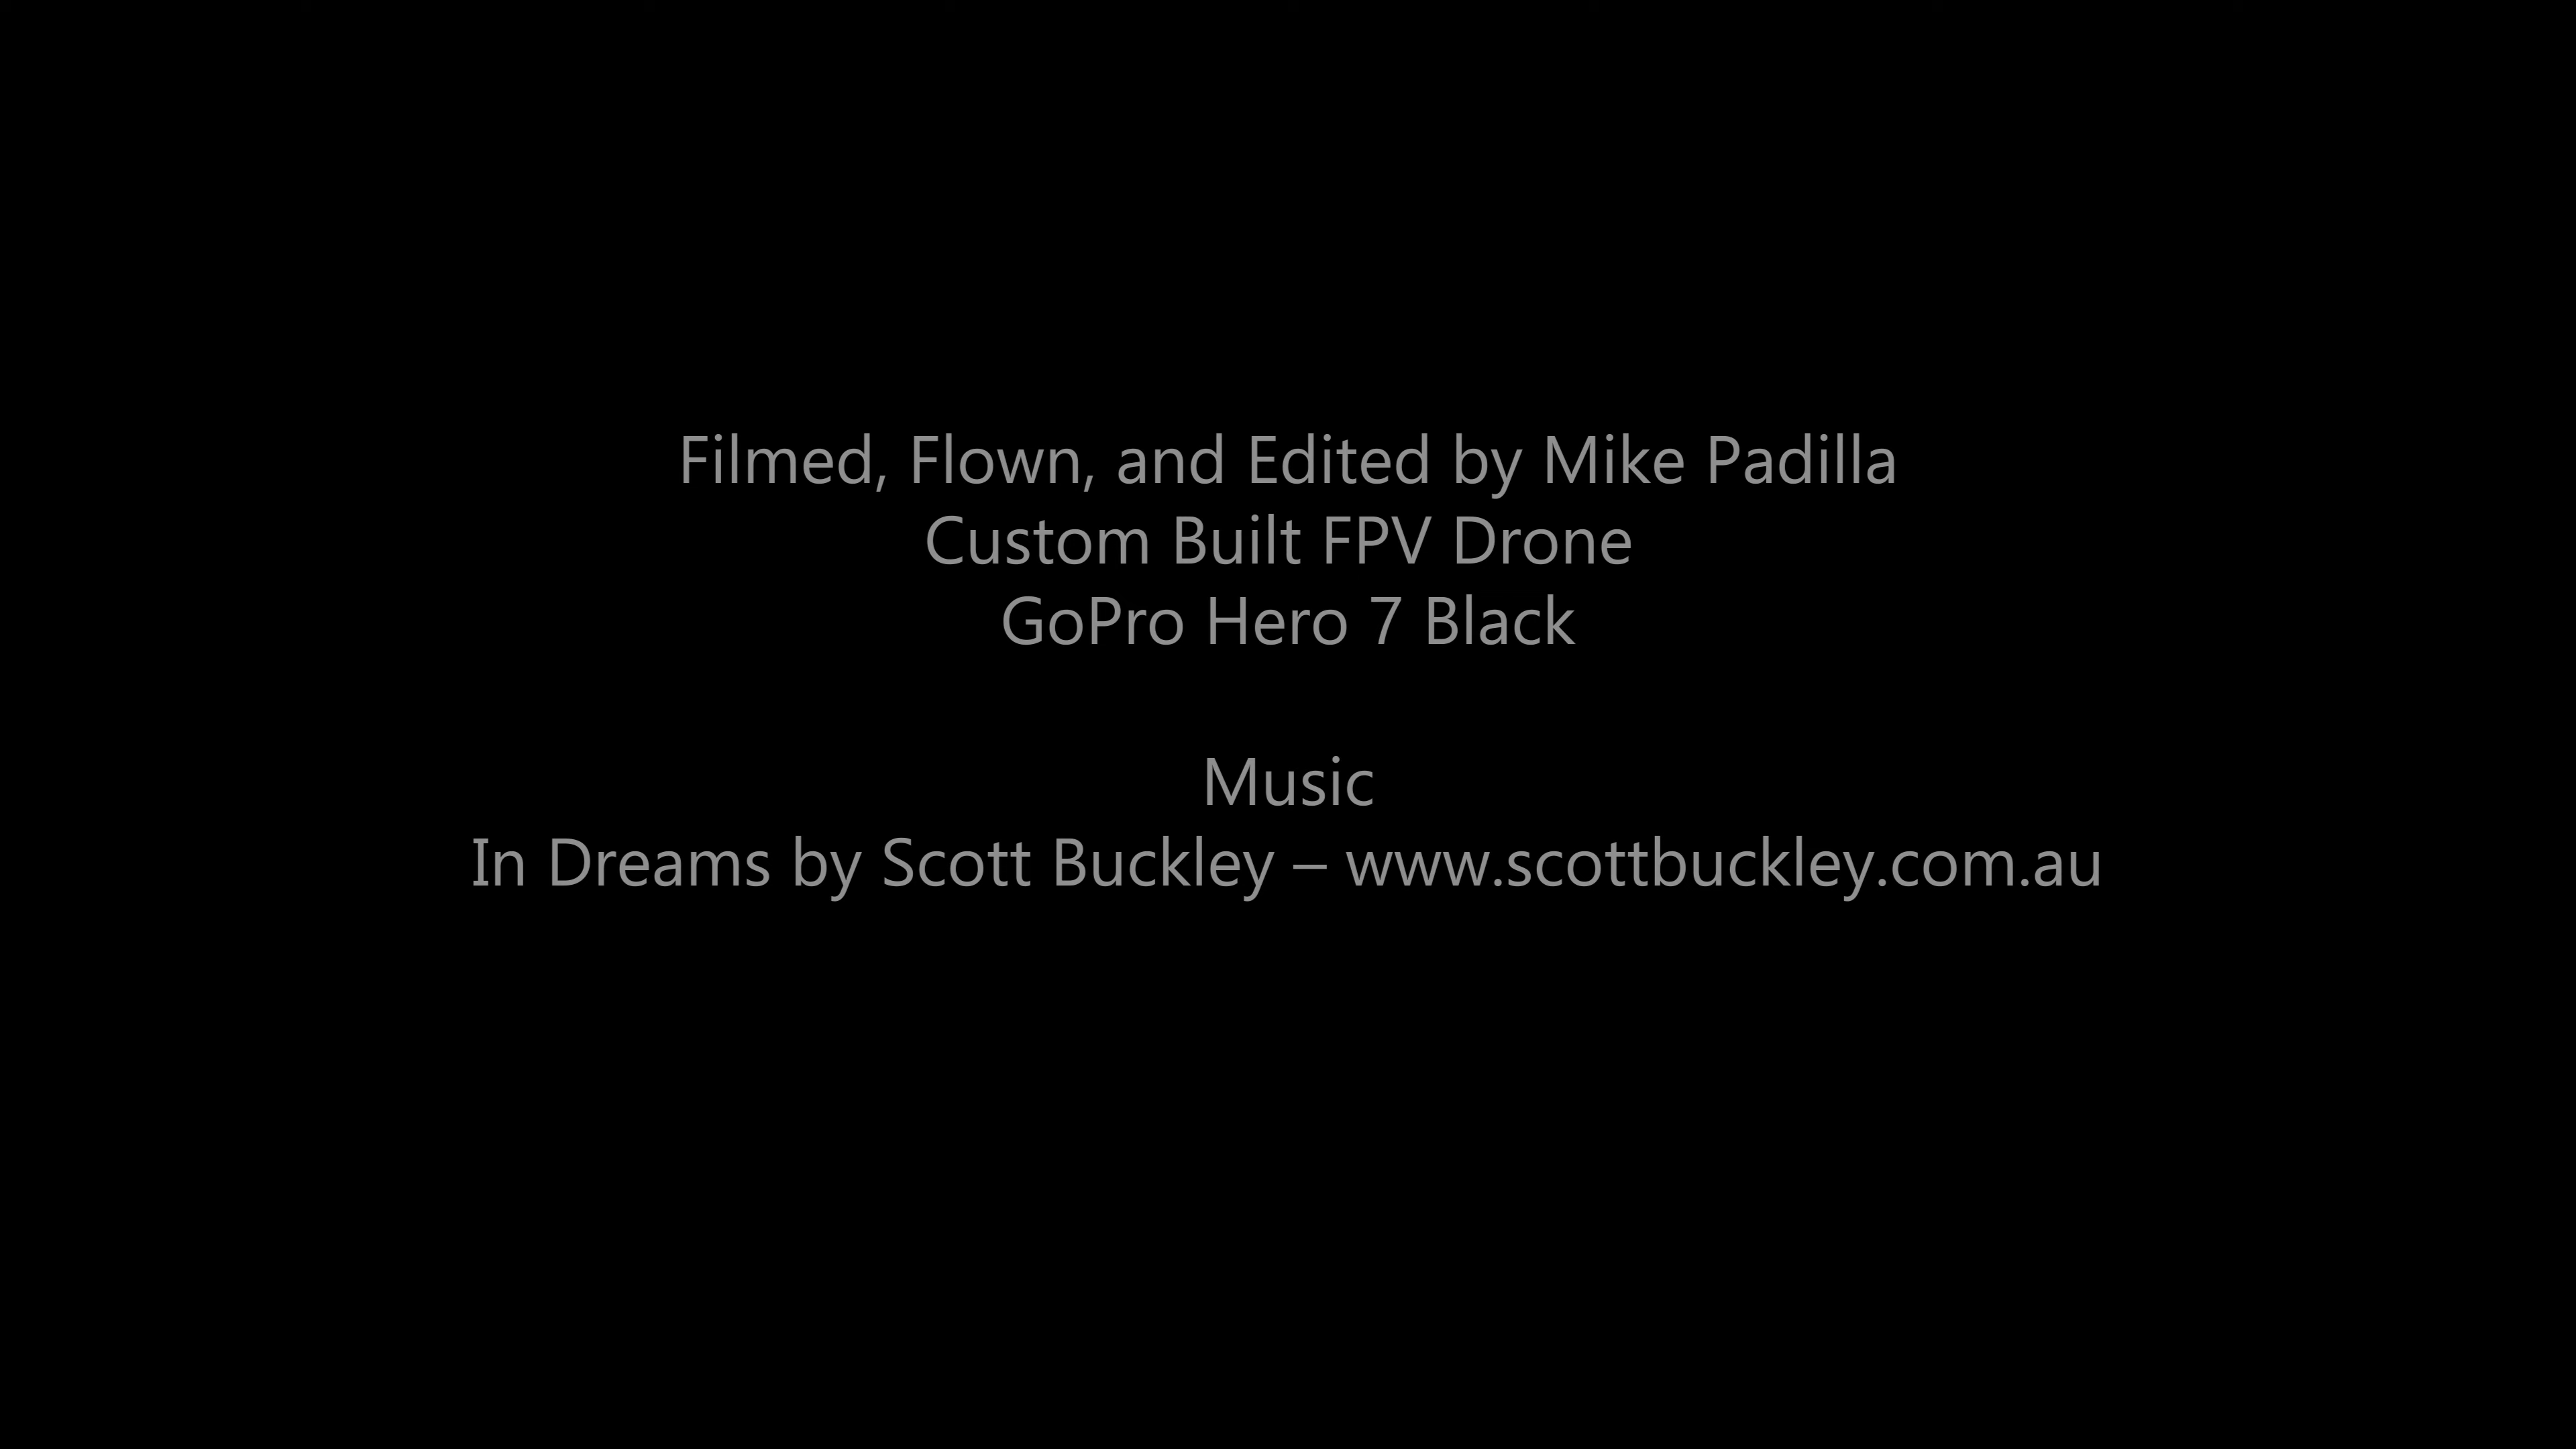 Filmed, Flown, and Edited by Mike Padilla
Custom Built FPV Drone
GoPro Hero 7 Black
Music
In Dreams by Scott Buckley – www.scottbuckley.com.au